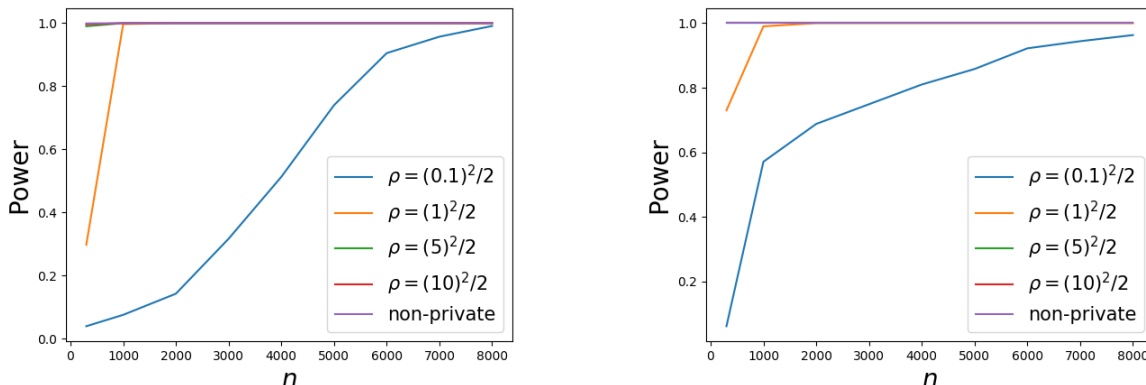 Power
1.0
0.8
0.6
0.4
0.2
0.0
ρ = (0.1)²/2
ρ = (1)²/2
ρ = (5)²/2
ρ = (10)²/2
non-private
0 1000 2000 3000 4000 5000 6000 7000 8000
n
Power
1.0
0.8
0.6
0.4
0.2
ρ = (0.1)²/2
ρ = (1)²/2
ρ = (5)²/2
ρ = (10)²/2
non-private
0 1000 2000 3000 4000 5000 6000 7000 8000
n